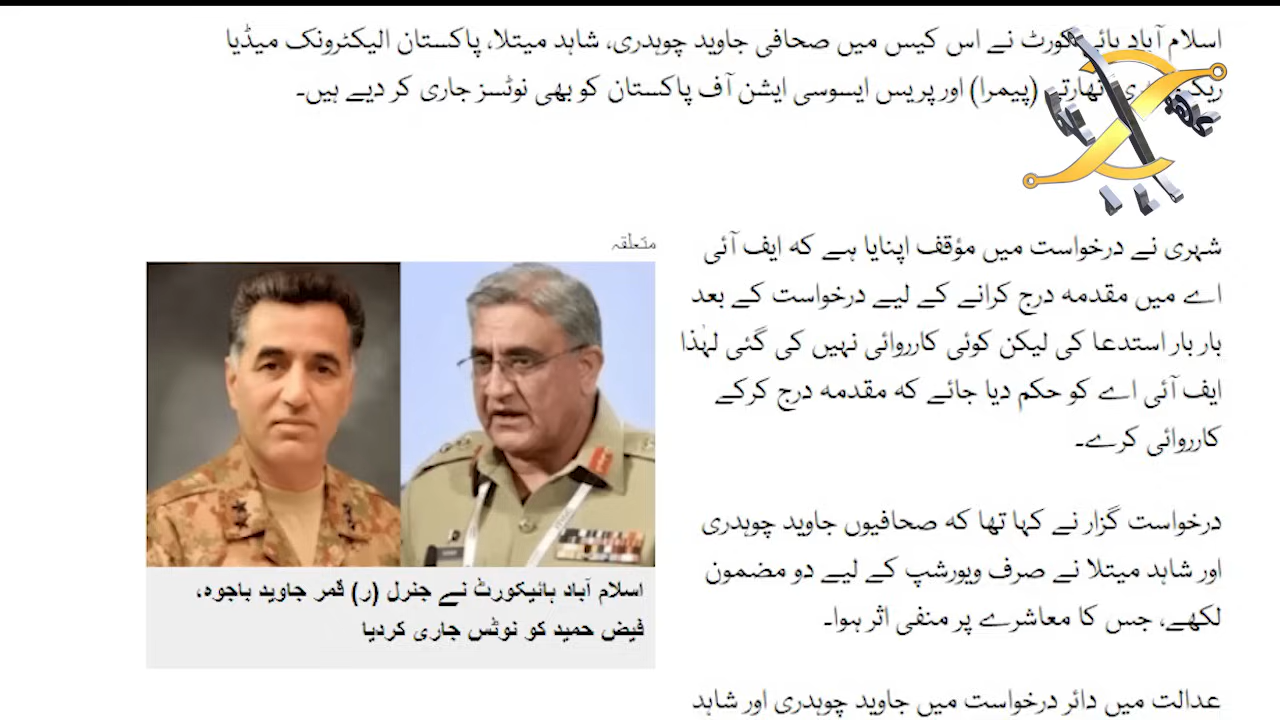 اسلام آباد ہائیکورٹ نے اس کیس میں صحافی جاوید چوہدری، شاہد میتلا، پاکستان الیکٹرونک میڈیا
اتھارٹی (پیمرا) اور پریس ایسوسی ایشن آف پاکستان کو بھی نوٹسز جاری کر دیے ہیں۔
متعلقہ
شہری نے درخواست میں مؤقف اپنایا ہے کہ ایف آئی
اے میں مقدمہ درج کرانے کے لیے درخواست کے بعد
بار بار استدعا کی لیکن کوئی کارروائی نہیں کی گئی لہٰذا
ایف آئی اے کو حکم دیا جائے کہ مقدمہ درج کرکے
کارروائی کرے۔
درخواست گزار نے کہا تھا کہ صحافیوں جاوید چوہدری
اور شاہد میتلا نے صرف ویورشپ کے لیے دو مضمون
لکھے، جس کا معاشرے پر منفی اثر ہوا۔
عدالت میں دائر درخواست میں جاوید چوہدری اور شاہد
اسلام آباد ہائیکورٹ نے جنرل (ر) قمر جاوید باجوہ،
فیض حمید کو نوٹس جاری کردیا